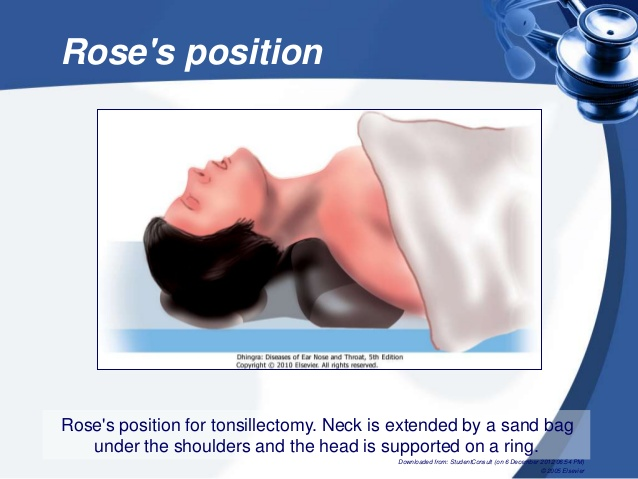 Rose's position
Dhingra: Diseases of Ear Nose and Throat, 5th Edition
Copyright © 2010 Elsevier. All rights reserved.
Rose's position for tonsillectomy. Neck is extended by a sand bag
under the shoulders and the head is supported on a ring.
Downloaded from: StudentConsult (on 6 December 2012 05:54 PM)
© 2005 Elsevier